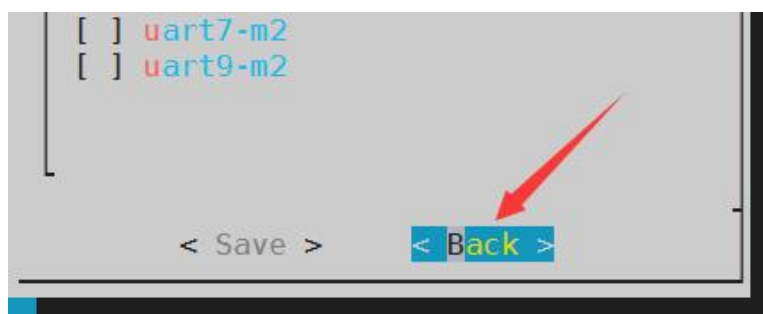 [ ] uart7-m2
[ ] uart9-m2
< Save > < Back >